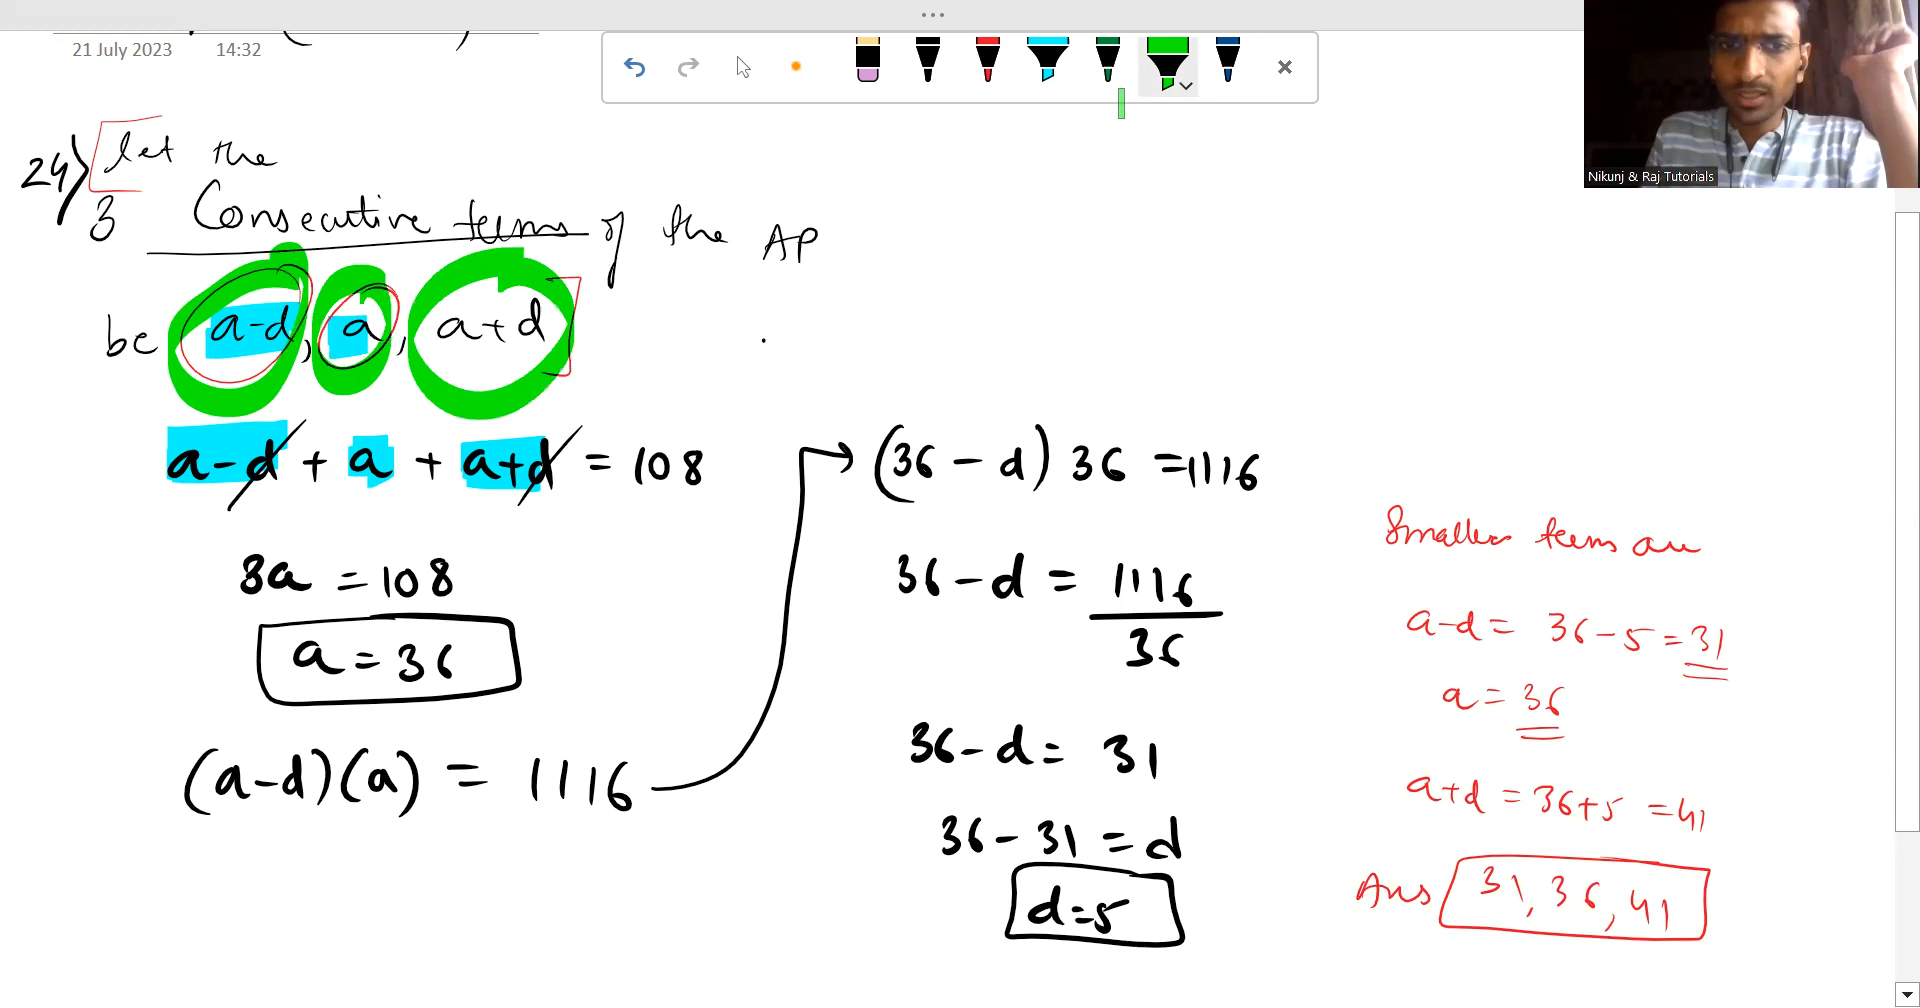 21 July 2023 14:32
Nikunj & Raj Tutorials
24) let the
3 Consecutive terms of the AP
be a-d, a, a+d
a-d + a + a+d = 108
3a = 108
a = 36
(a-d)(a) = 1116
(36 - d) 36 = 1116
36 - d = 1116
36
36 - d = 31
36 - 31 = d
d = 5
Smaller terms are
a-d = 36 - 5 = 31
a = 36
a+d = 36+5 = 41
Ans 31, 36, 41